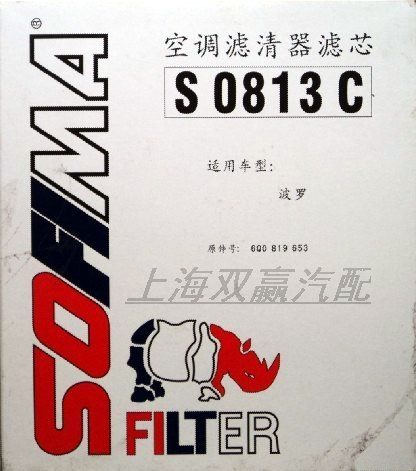 SOFIMA®
空调滤清器滤芯
S 0813 C
适用车型：
波罗
原件号： 6Q0 819 653
上海双赢汽配
FILTER